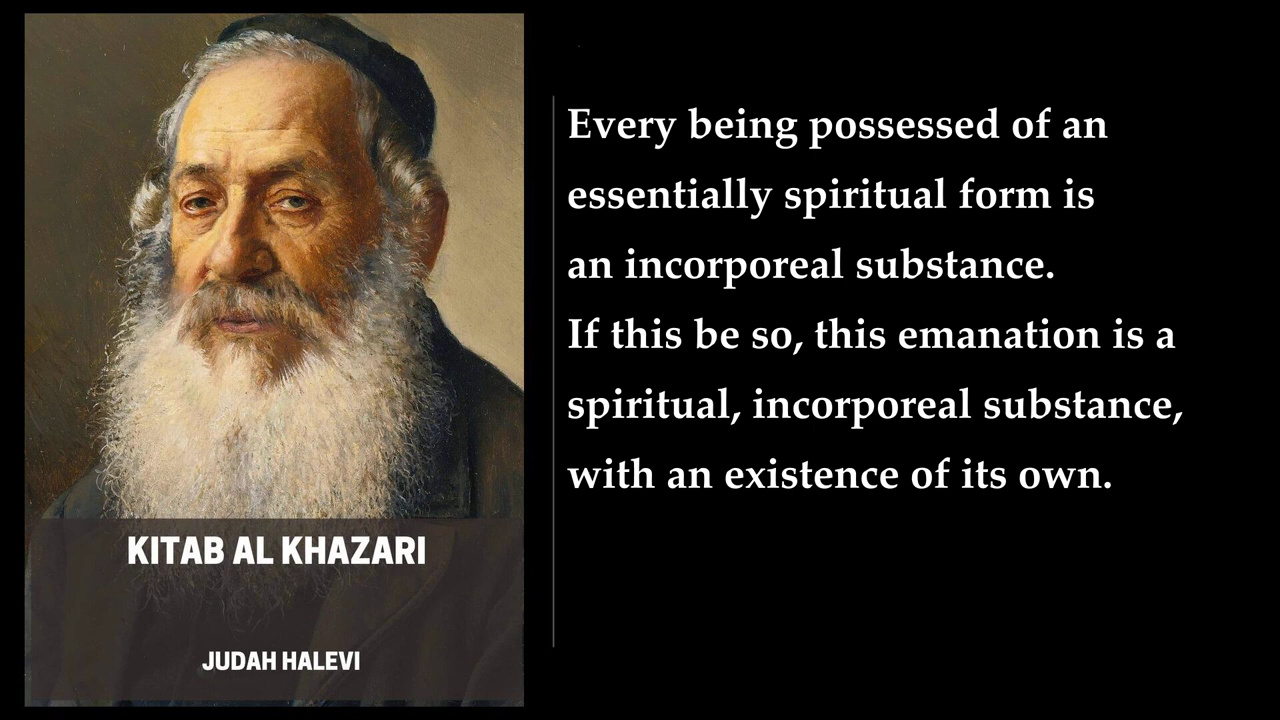 KITAB AL KHAZARI
JUDAH HALEVI
Every being possessed of an
essentially spiritual form is
an incorporeal substance.
If this be so, this emanation is a
spiritual, incorporeal substance,
with an existence of its own.